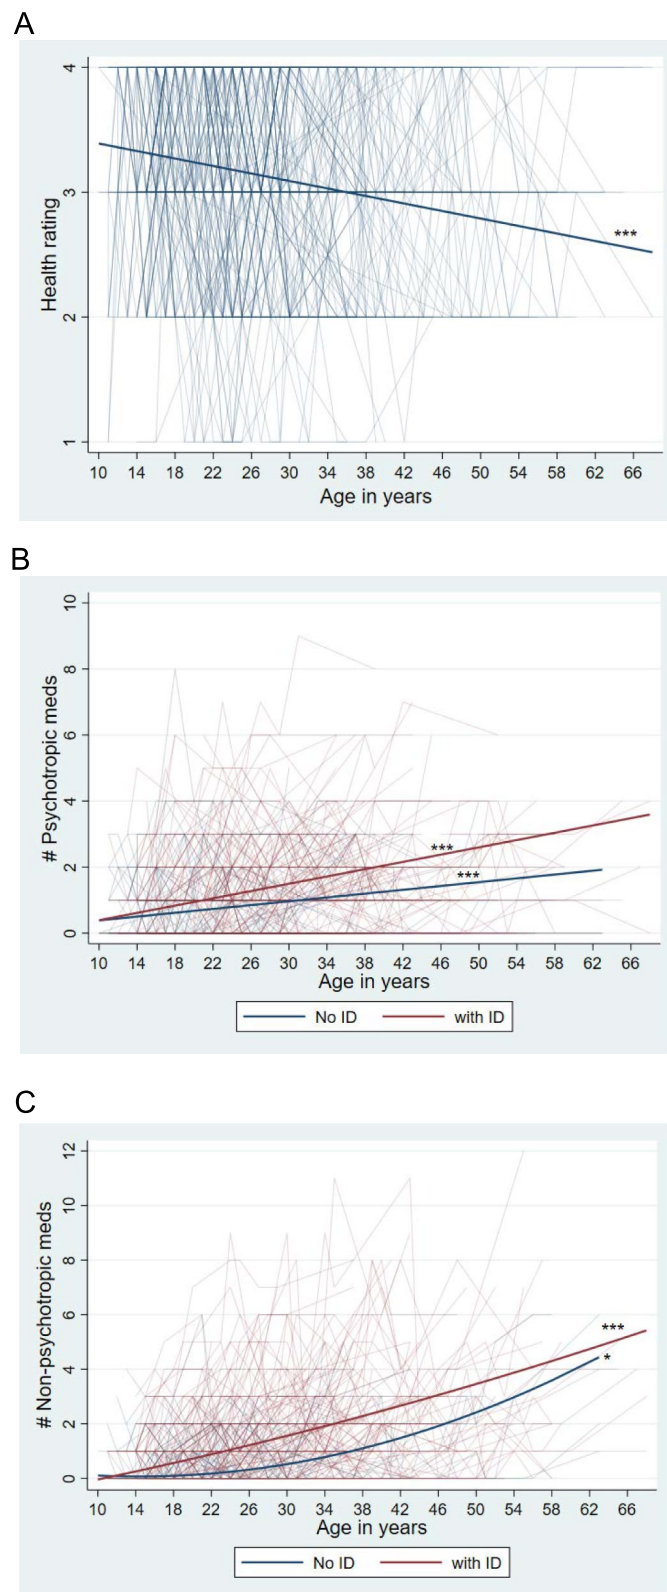 A
Health rating
4
3
2
1
***
10 14 18 22 26 30 34 38 42 46 50 54 58 62 66
Age in years
B
# Psychotropic meds
10
8
6
4
2
0
***
***
10 14 18 22 26 30 34 38 42 46 50 54 58 62 66
Age in years
No ID with ID
C
# Non-psychotropic meds
12
10
8
6
4
2
0
***
*
10 14 18 22 26 30 34 38 42 46 50 54 58 62 66
Age in years
No ID with ID